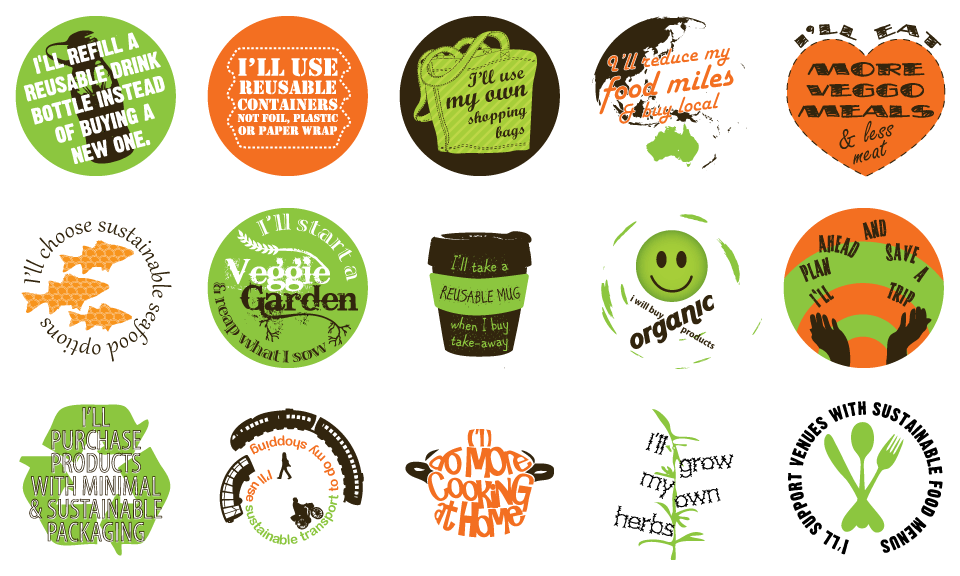 I'LL REFILL A
REUSABLE DRINK
BOTTLE INSTEAD
OF BUYING A
NEW ONE.
I'LL USE
REUSABLE
CONTAINERS
NOT FOIL, PLASTIC
OR PAPER WRAP
I'll use
my own
shopping
bags
I'll reduce my
food miles
& buy local
I'LL EAT
MORE
VEGGO
MEALS
& less
meat
I'll choose sustainable seafood options
I'll start a
Veggie
Garden
& reap what I sow
I'll take a
REUSABLE MUG
when I buy
take-away
i will buy
organic
products
I'LL PLAN AHEAD AND SAVE A TRIP
I'LL
PURCHASE
PRODUCTS
WITH MINIMAL
& SUSTAINABLE
PACKAGING
I'll use sustainable transport to do my shopping
I'll
DO MORE
COOKING
at HOME
I'll
grow
my own
herbs
I'LL SUPPORT VENUES WITH SUSTAINABLE FOOD MENUS